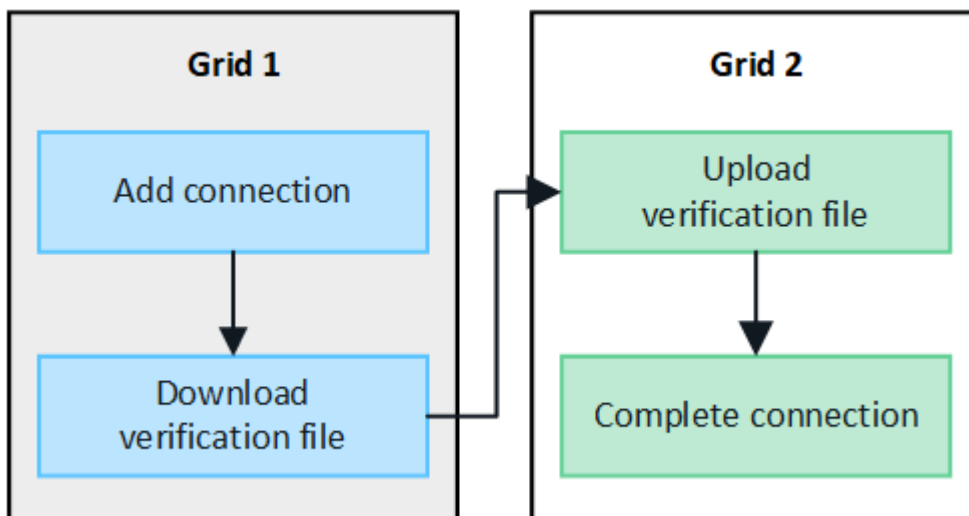 Grid 1
Add connection
Download
verification file
Grid 2
Upload
verification file
Complete connection